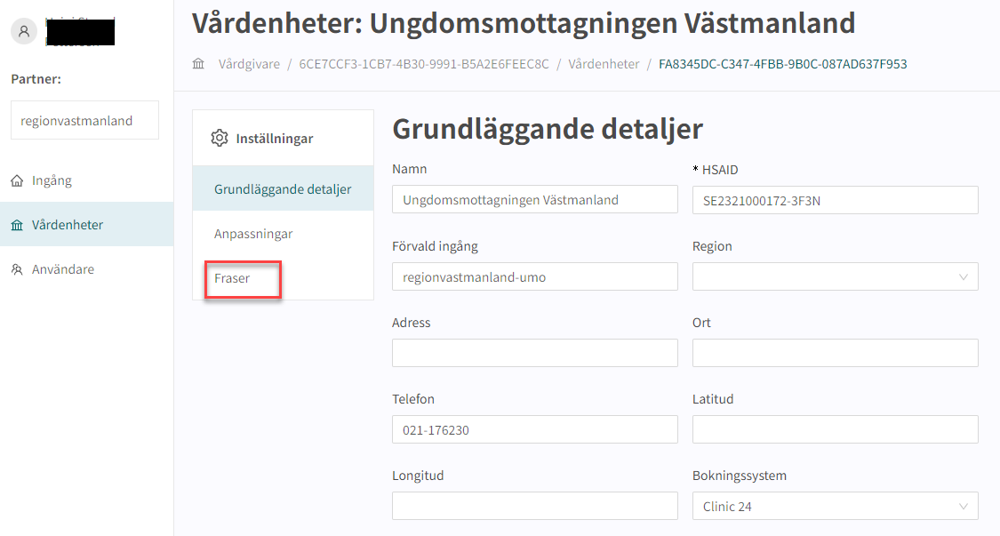 Vårdenheter: Ungdomsmottagningen Västmanland
Vårdgivare / 6CE7CCF3-1CB7-4B30-9991-B5A2E6FEEC8C / Vårdenheter / FA8345DC-C347-4FBB-9B0C-087AD637F953
Partner:
regionvastmanland
Ingång
Vårdenheter
Användare
Inställningar
Grundläggande detaljer
Anpassningar
Fraser
Grundläggande detaljer
Namn
Ungdomsmottagningen Västmanland
* HSAID
SE2321000172-3F3N
Förvald ingång
regionvastmanland-umo
Region
Adress
Ort
Telefon
021-176230
Latitud
Longitud
Bokningssystem
Clinic 24